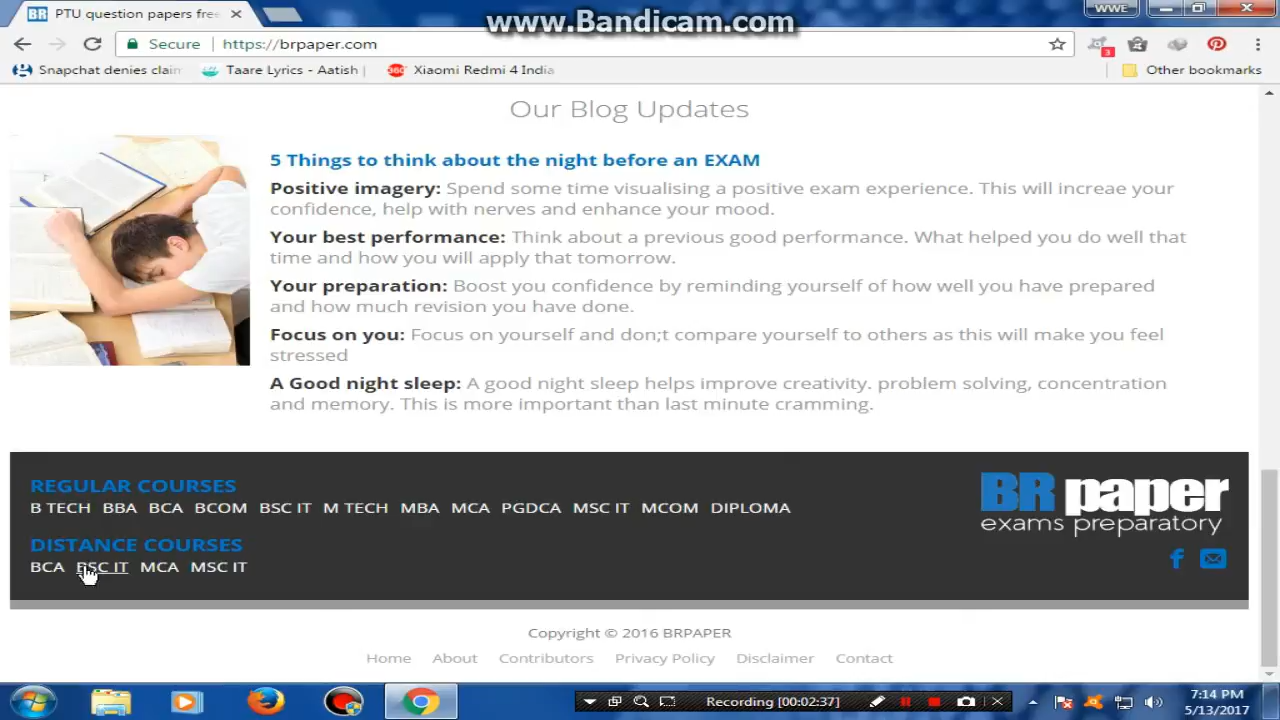 PTU question papers free
WWE
www.Bandicam.com
Secure
https://brpaper.com
3
Snapchat denies clain
Taare Lyrics - Aatish
360°
Xiaomi Redmi 4 India
Other bookmarks
Our Blog Updates
5 Things to think about the night before an EXAM
Positive imagery: Spend some time visualising a positive exam experience. This will increae your
confidence, help with nerves and enhance your mood.
Your best performance: Think about a previous good performance. What helped you do well that
time and how you will apply that tomorrow.
Your preparation: Boost you confidence by reminding yourself of how well you have prepared
and how much revision you have done.
Focus on you: Focus on yourself and don;t compare yourself to others as this will make you feel
stressed
A Good night sleep: A good night sleep helps improve creativity. problem solving, concentration
and memory. This is more important than last minute cramming.
REGULAR COURSES
B TECH BBA BCA BCOM BSC IT M TECH MBA MCA PGDCA MSC IT MCOM DIPLOMA
DISTANCE COURSES
BCA BSC IT MCA MSC IT
BR paper
exams preparatory
Copyright © 2016 BRPAPER
Home About Contributors Privacy Policy Disclaimer Contact
Recording [00:02:37]
7:14 PM
5/13/2017